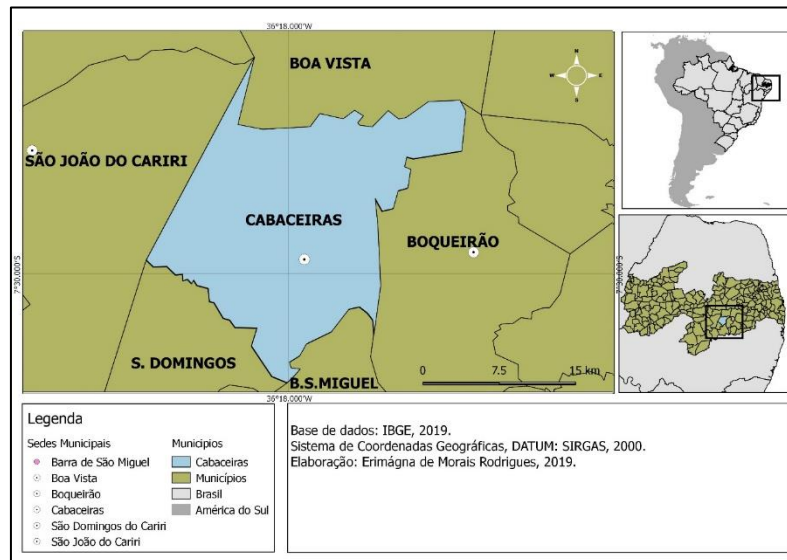 36°18.000'W
BOA VISTA
N
W
E
S
SÃO JOÃO DO CARIRI
CABACEIRAS
BOQUEIRÃO
7°30.000'S
7°30.000'S
S. DOMINGOS
B.S.MIGUEL
0
7.5
15 km
36°18.000'W
Legenda
Sedes Municipais
Barra de São Miguel
Boa Vista
Boqueirão
Cabaceiras
São Domingos do Cariri
São João do Cariri
Municipios
Cabaceiras
Municípios
Brasil
América do Sul
Base de dados: IBGE, 2019.
Sistema de Coordenadas Geográficas, DATUM: SIRGAS, 2000.
Elaboração: Erimágna de Morais Rodrigues, 2019.